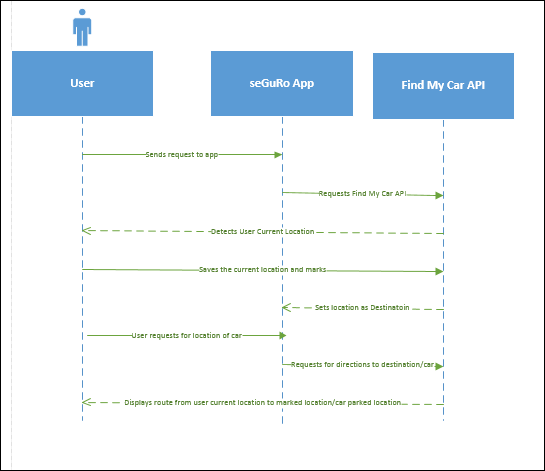 User
seGuRo App
Find My Car API
Sends request to app
Requests Find My Car API
Detects User Current Location
Saves the current location and marks
Sets location as Destinatoin
User requests for location of car
Requests for directions to destination/car
Displays route from user current location to marked location/car parked location